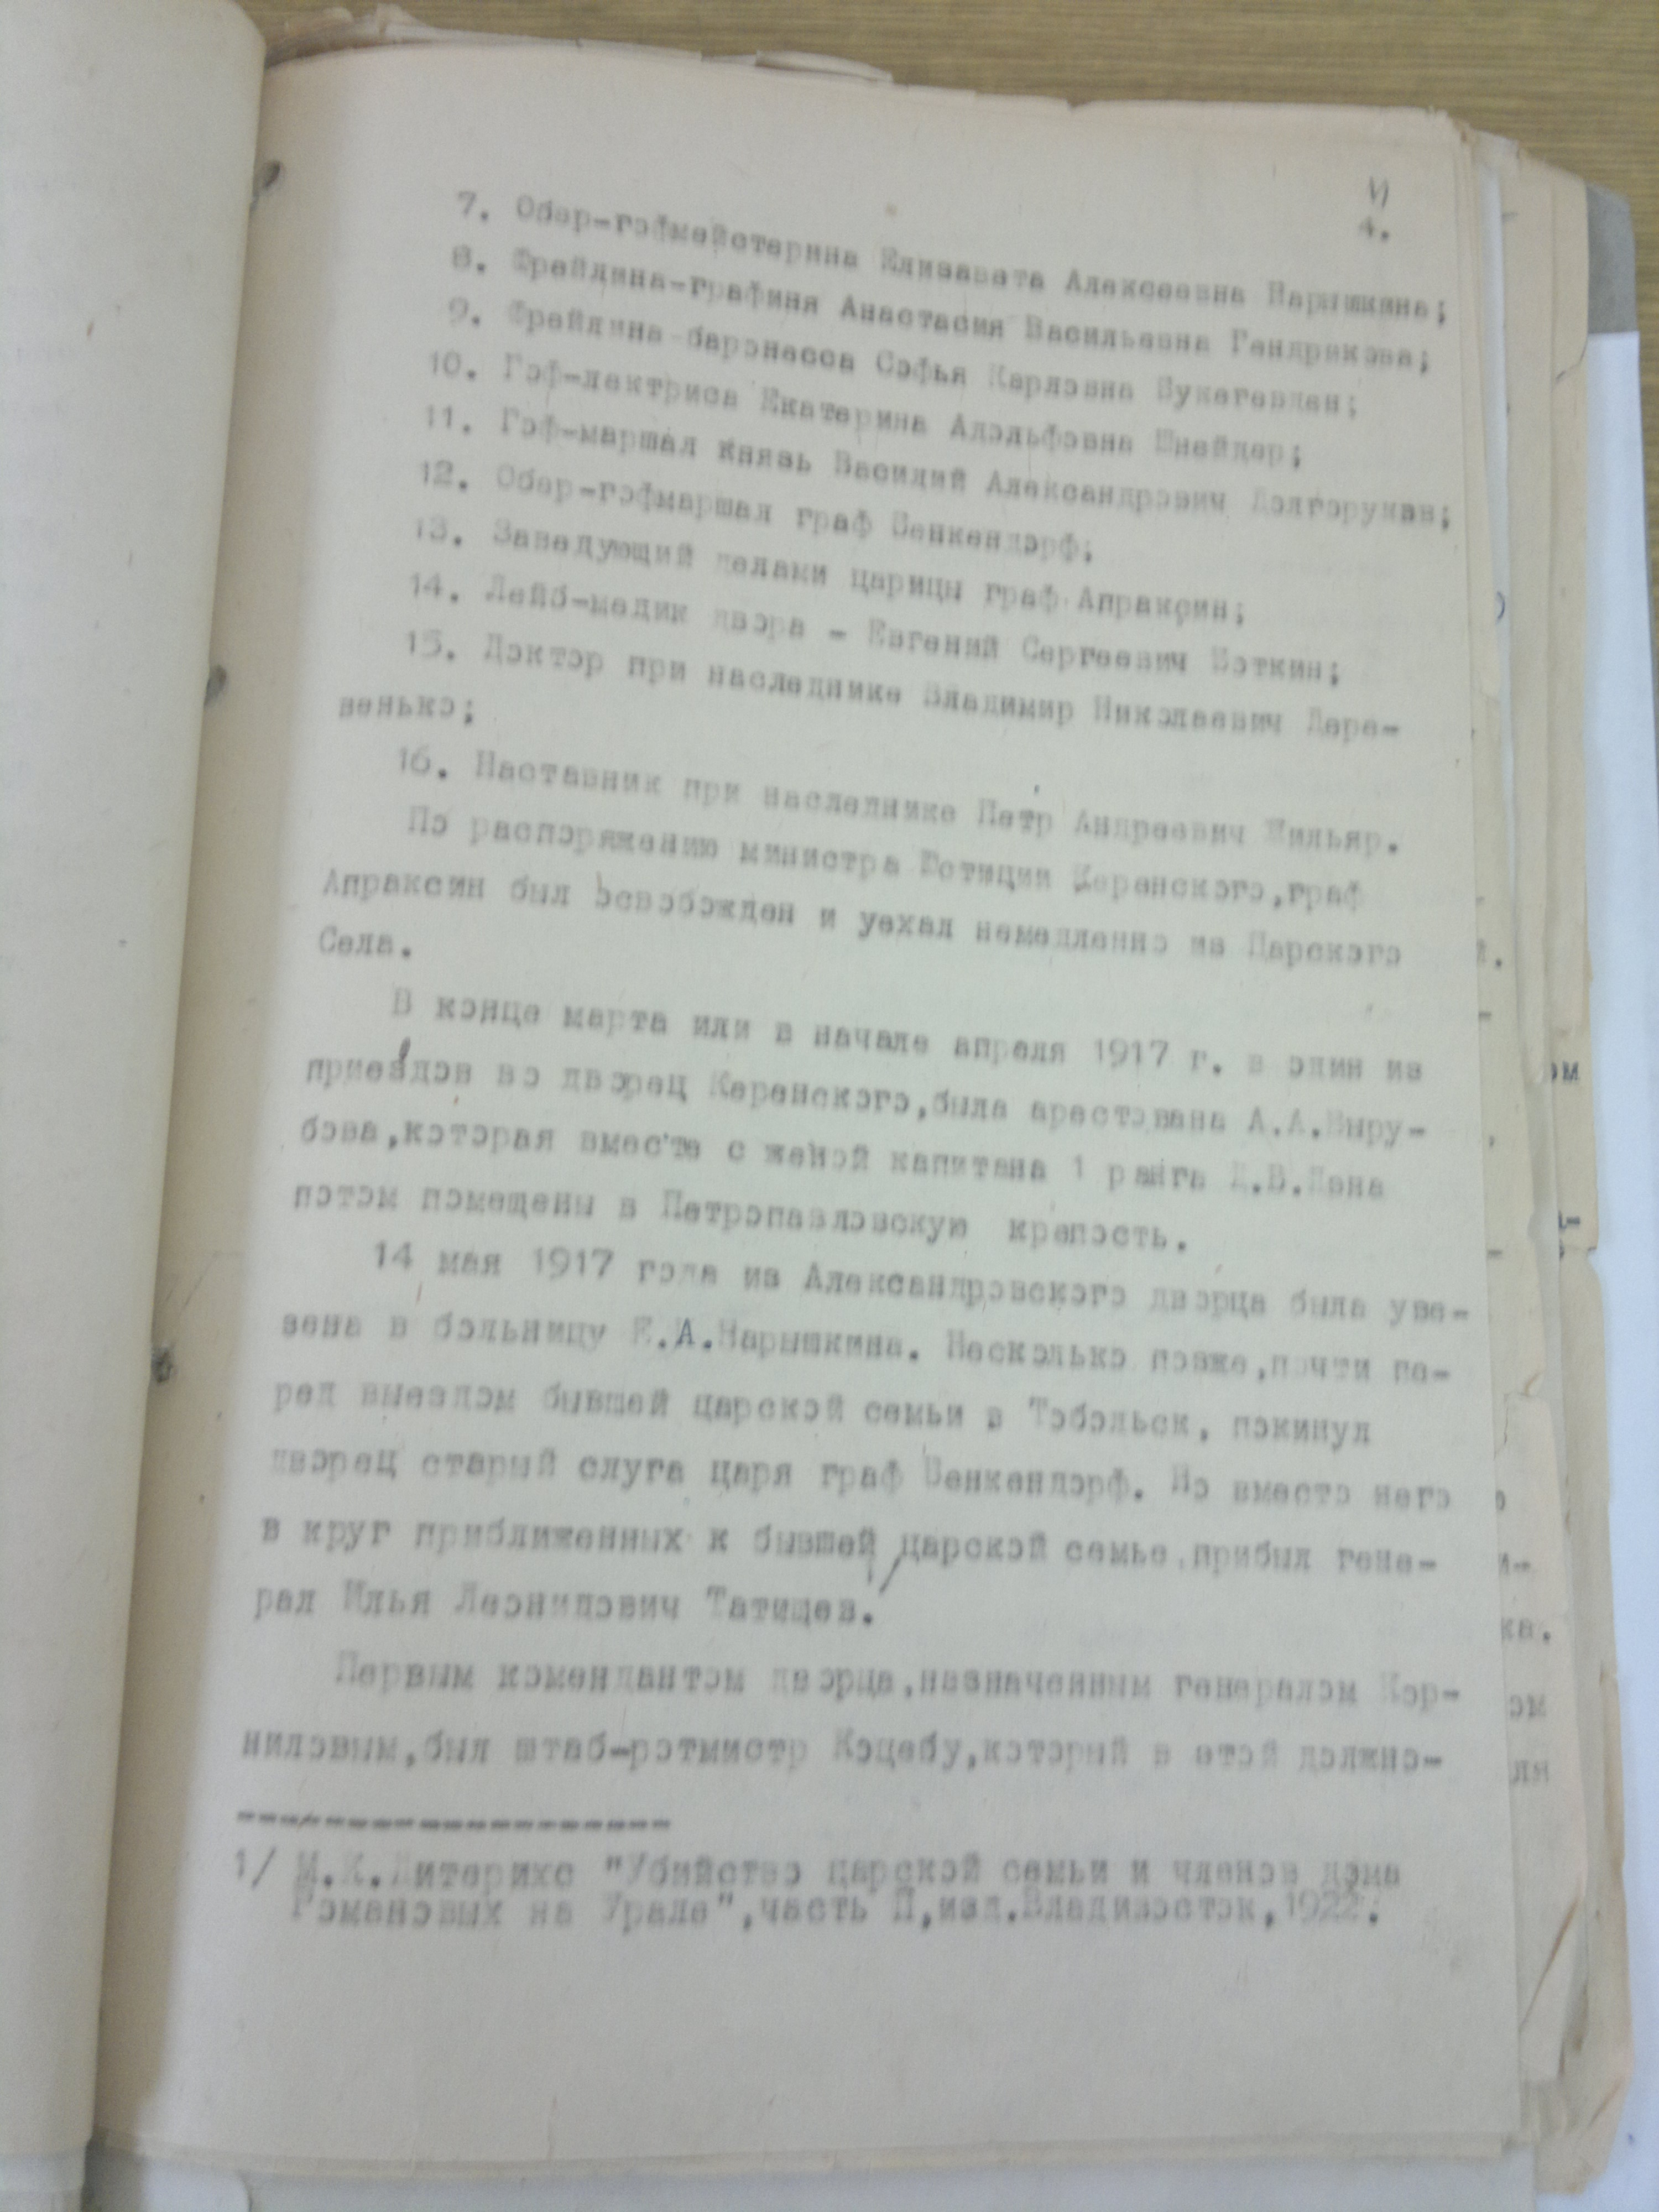 4.
7. Обер-гофмейстерина Елизавета Алексеевна Нарышкина;
8. Фрейлина-графиня Анастасия Васильевна Гендрикова;
9. Фрейлина баронесса Софья Карловна Букегевден;
10. Гоф-лектриса Екатерина Адольфовна Шнейдер;
11. Гоф-маршал князь Василий Александрович Долгоруков;
12. Обер-гофмаршал граф Бенкендорф;
13. Заведующий делами царицы граф Апраксин;
14. Лейб-медик двора - Евгений Сергеевич Боткин;
15. Доктор при наследнике Владимир Николаевич Дере-
венько;
16. Наставник при наследнике Петр Андреевич Жильяр.
По распоряжению министра Юстиции Керенского,граф
Апраксин был освобожден и уехал немедленно из Царского
Села.
В конце марта или в начале апреля 1917 г. в один из
приездов во дворец Керенского,была арестована А.А.Выру-
бова,которая вместе с женой капитана 1 ранга Д.В.Дена
потом помещены в Петропавловскую крепость.
14 мая 1917 года из Александровского дворца была уве-
зена в больницу Е.А.Нарышкина. Несколько позже,почти пе-
ред выездом бывшей царской семьи в Тобольск, покинул
дворец старый слуга царя граф Бенкендорф. Но вместо него
в круг приближенных к бывшей царской семье,прибыл гене-
рал Илья Леонидович Татищев.
Первым комендантом дворца,назначенным генералом Кор-
ниловым,был штаб-ротмистр Коцебу,который в этой должно-
1/ М.К.Дитерихс "Убийство царской семьи и членов дома
Романовых на Урале",часть П,изд.Владивосток,1922.